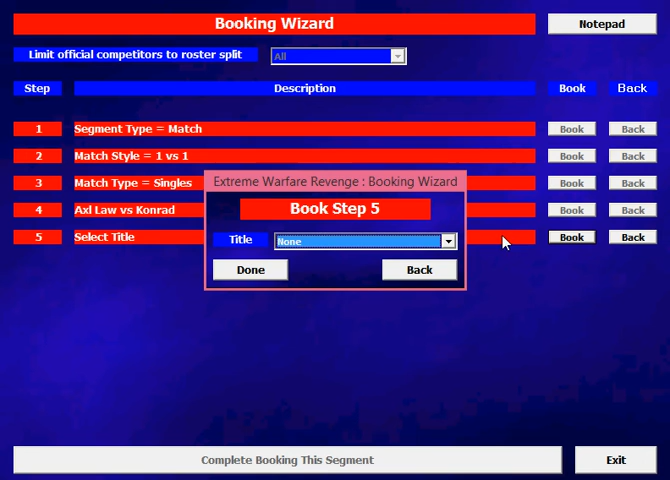 Booking Wizard
Notepad
Limit official competitors to roster split
All
Step
Description
Book
Back
1
Segment Type = Match
Book
Back
2
Match Style = 1 vs 1
Book
Back
3
Match Type = Singles
Book
Back
4
Axl Law vs Konrad
Book
Back
5
Select Title
Book
Back
Extreme Warfare Revenge : Booking Wizard
Book Step 5
Title
None
Done
Back
Complete Booking This Segment
Exit